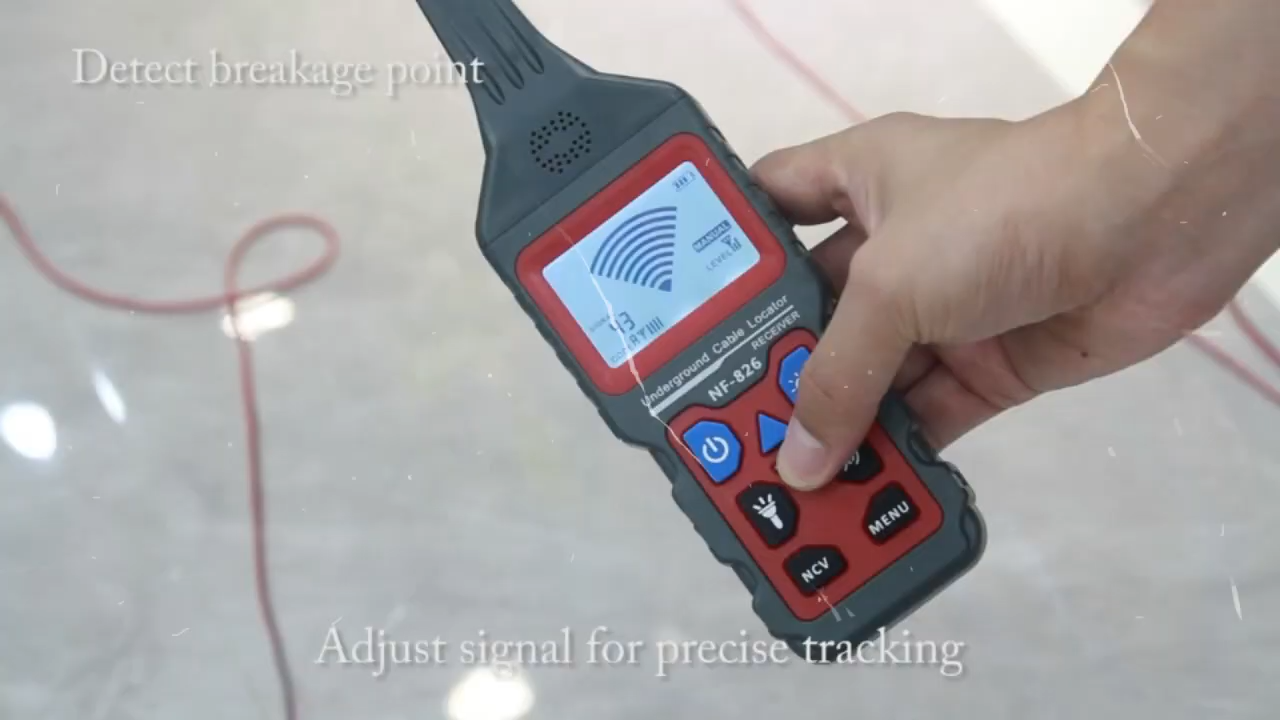 Detect breakage point
MANUAL
LEVEL
Underground Cable Locator
NF-826 RECEIVER
MENU
NCV
Adjust signal for precise tracking